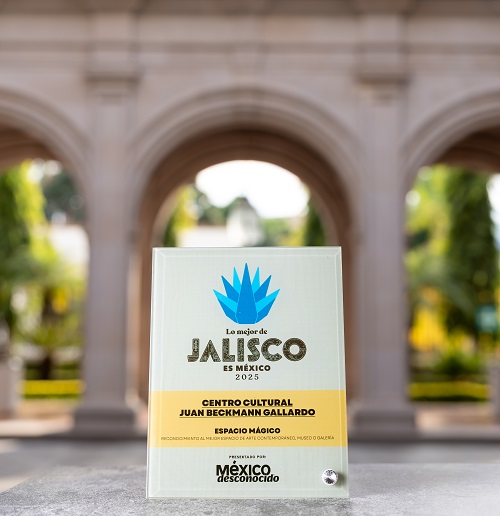 Lo mejor de
JALISCO
ES MÉXICO
2025
CENTRO CULTURAL
JUAN BECKMANN GALLARDO
ESPACIO MÁGICO
RECONOCIMIENTO AL MEJOR ESPACIO DE ARTE CONTEMPORÁNEO, MUSEO O GALERÍA
PRESENTADO POR:
MÉXICO
desconocido